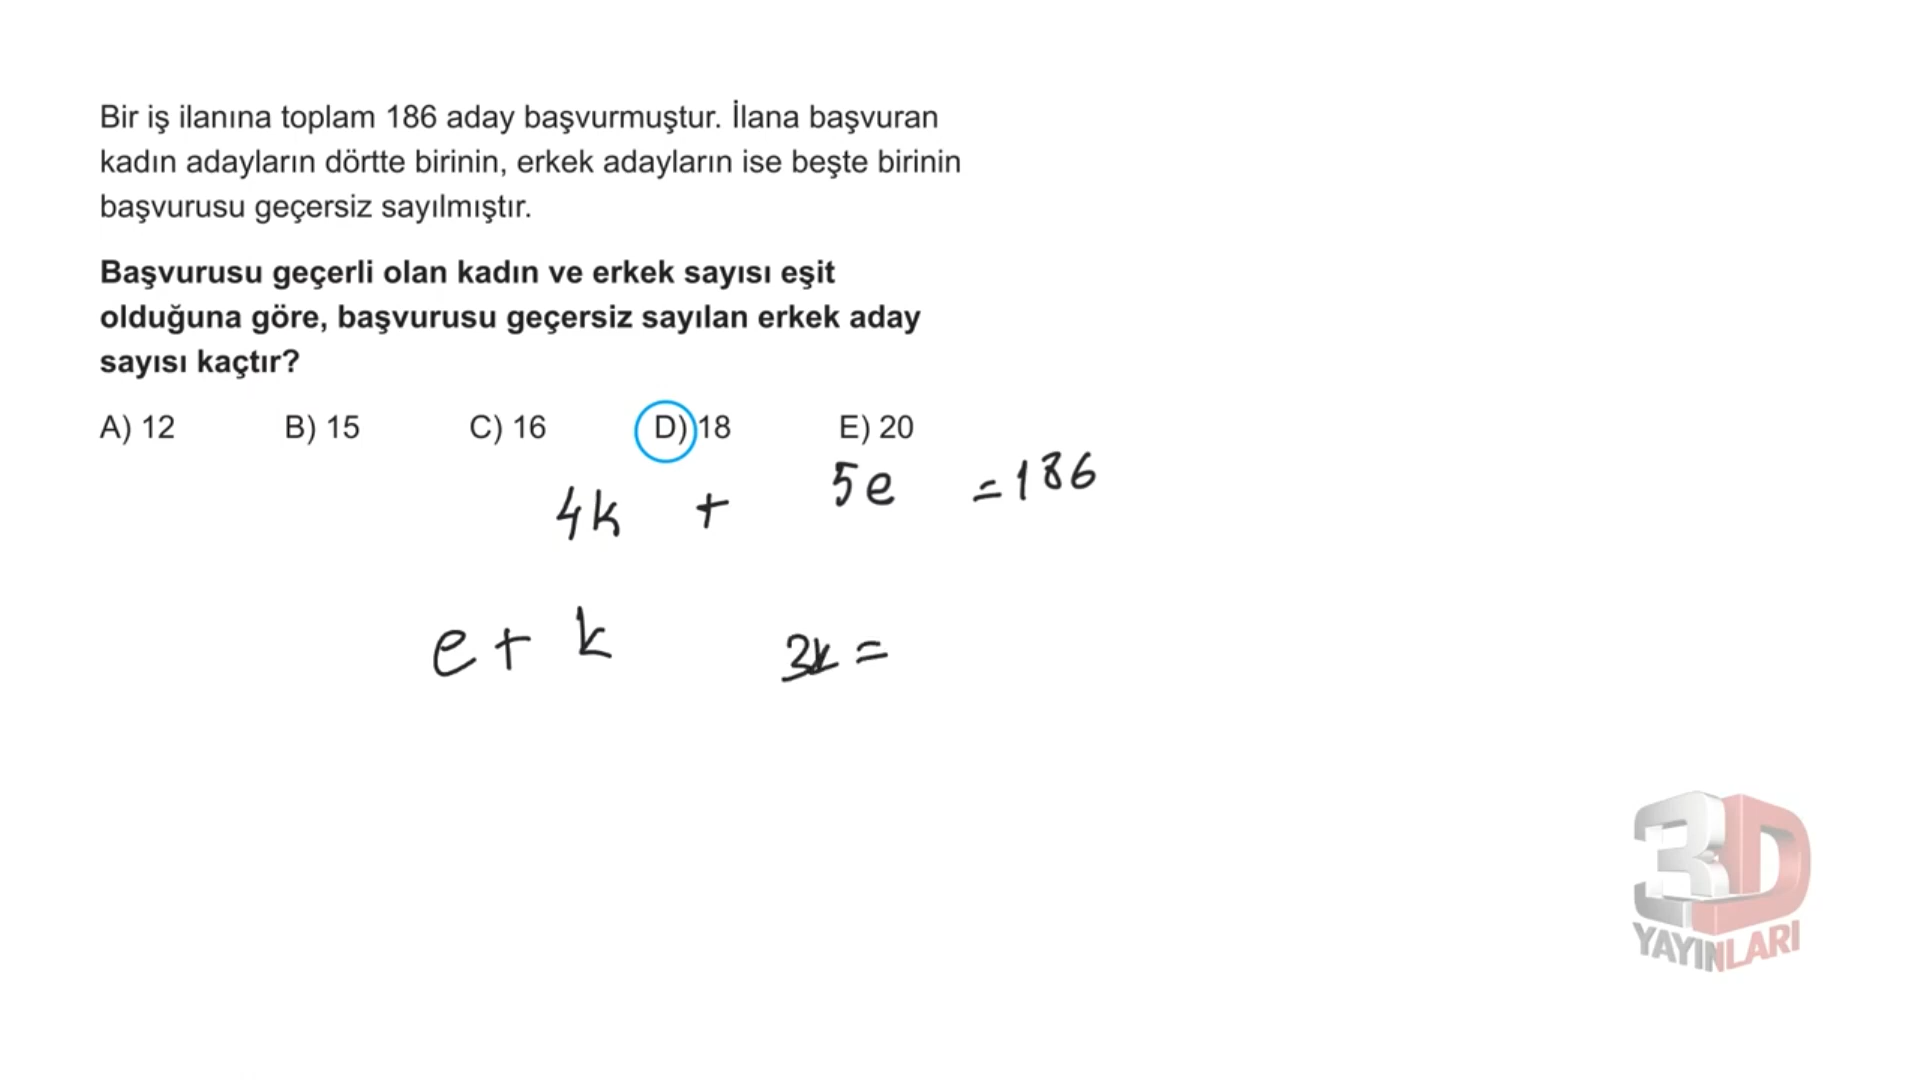 Bir iş ilanına toplam 186 aday başvurmuştur. İlana başvuran
kadın adayların dörtte birinin, erkek adayların ise beşte birinin
başvurusu geçersiz sayılmıştır.
Başvurusu geçerli olan kadın ve erkek sayısı eşit
olduğuna göre, başvurusu geçersiz sayılan erkek aday
sayısı kaçtır?
A) 12 B) 15 C) 16 D) 18 E) 20
4k + 5e = 186
e + k 3k =
3D
YAYINLARI